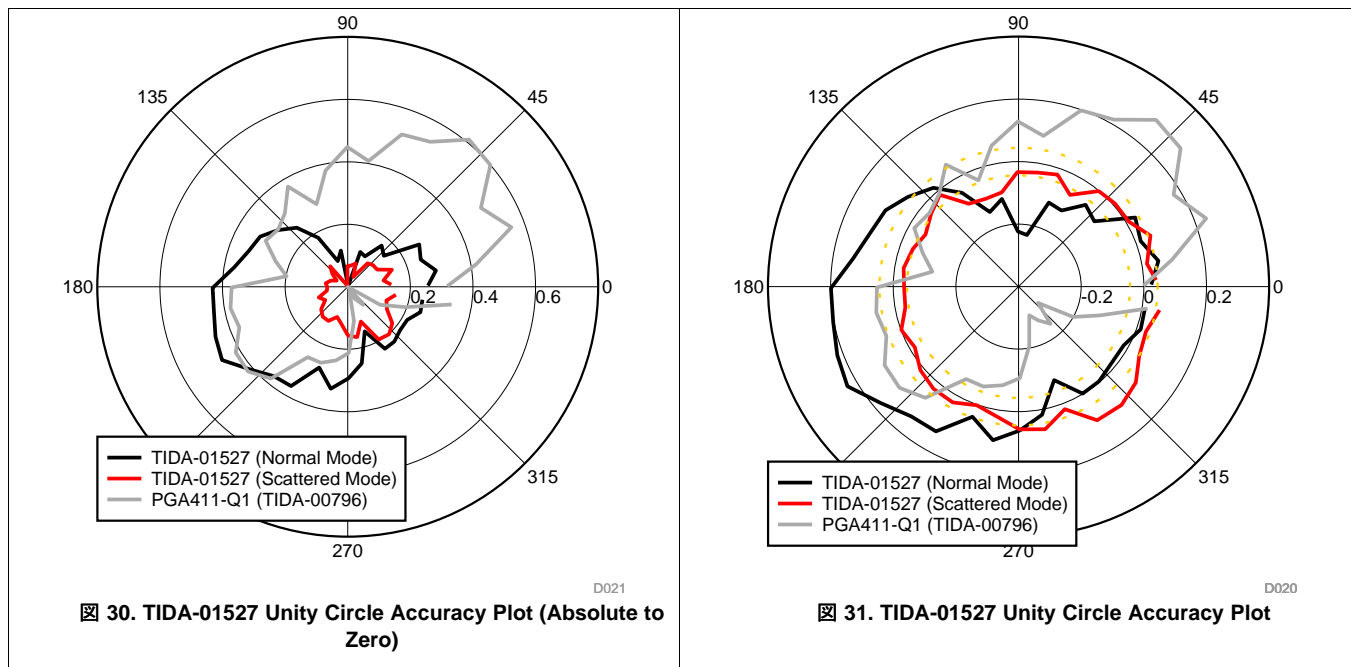 90
135
45
180
0.2
0.4
0.6
0
TIDA-01527 (Normal Mode)
TIDA-01527 (Scattered Mode)
PGA411-Q1 (TIDA-00796)
315
270
D021
図 30. TIDA-01527 Unity Circle Accuracy Plot (Absolute to
Zero)
90
135
45
180
-0.2
0
0.2
0
TIDA-01527 (Normal Mode)
TIDA-01527 (Scattered Mode)
PGA411-Q1 (TIDA-00796)
315
270
D020
図 31. TIDA-01527 Unity Circle Accuracy Plot